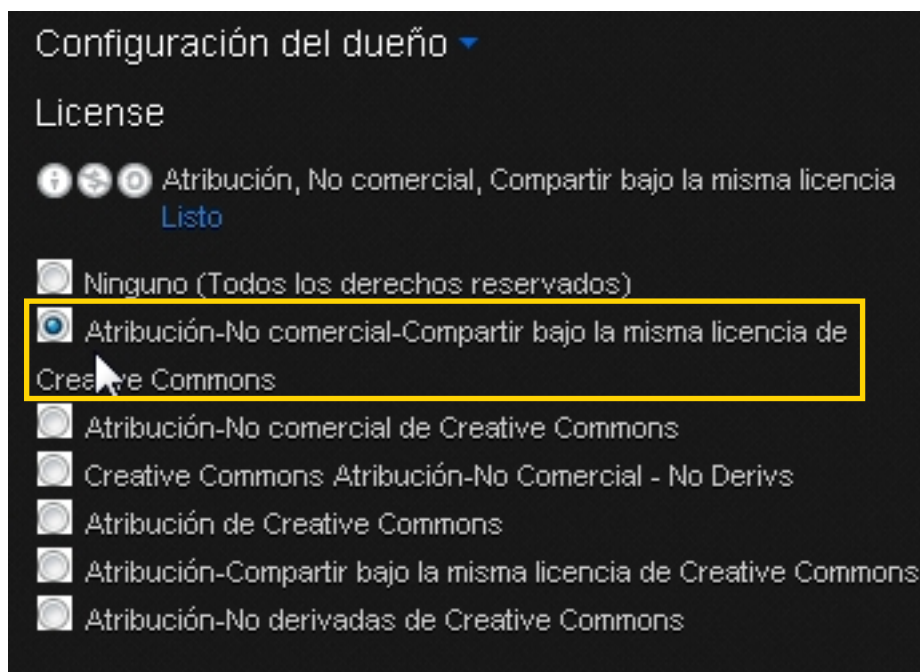 Configuración del dueño
License
Atribución, No comercial, Compartir bajo la misma licencia
Listo
Ninguno (Todos los derechos reservados)
Atribución-No comercial-Compartir bajo la misma licencia de
Creative Commons
Atribución-No comercial de Creative Commons
Creative Commons Atribución-No Comercial - No Derivs
Atribución de Creative Commons
Atribución-Compartir bajo la misma licencia de Creative Commons
Atribución-No derivadas de Creative Commons